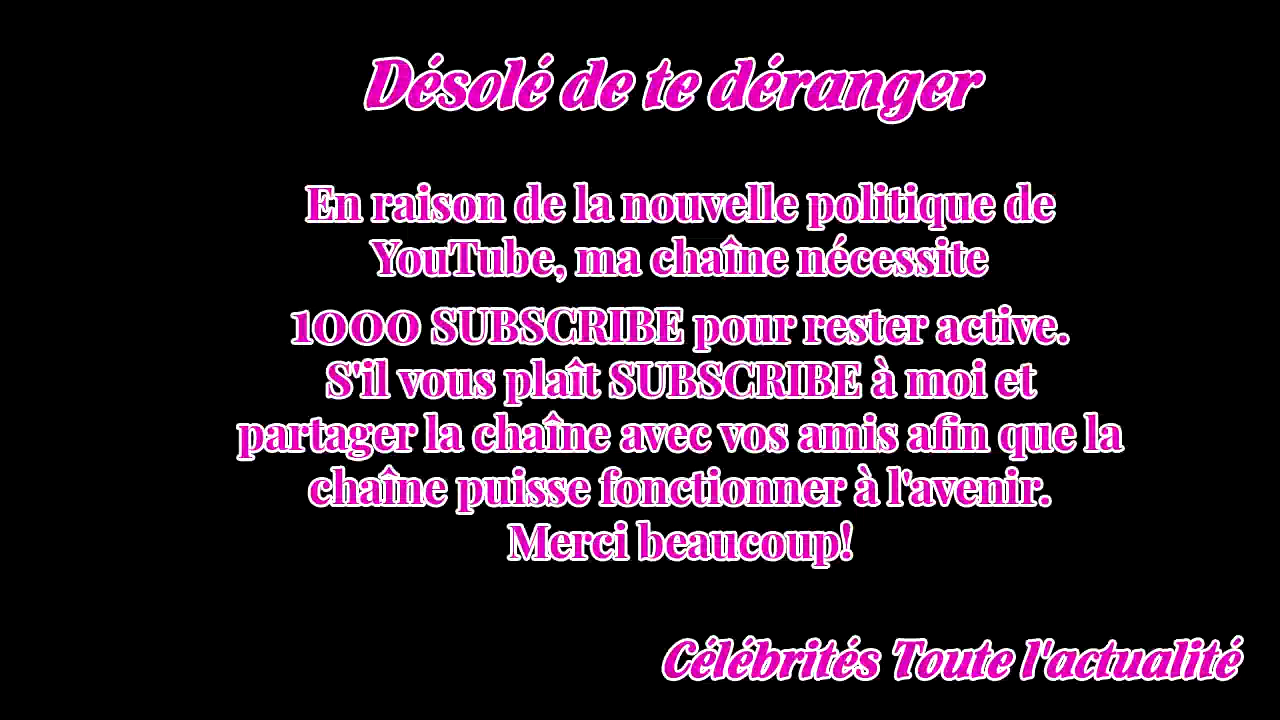 Désolé de te déranger
En raison de la nouvelle politique de
YouTube, ma chaîne nécessite
1000 SUBSCRIBE pour rester active.
S'il vous plaît SUBSCRIBE à moi et
partager la chaîne avec vos amis afin que la
chaîne puisse fonctionner à l'avenir.
Merci beaucoup!
Célébrités Toute l'actualité